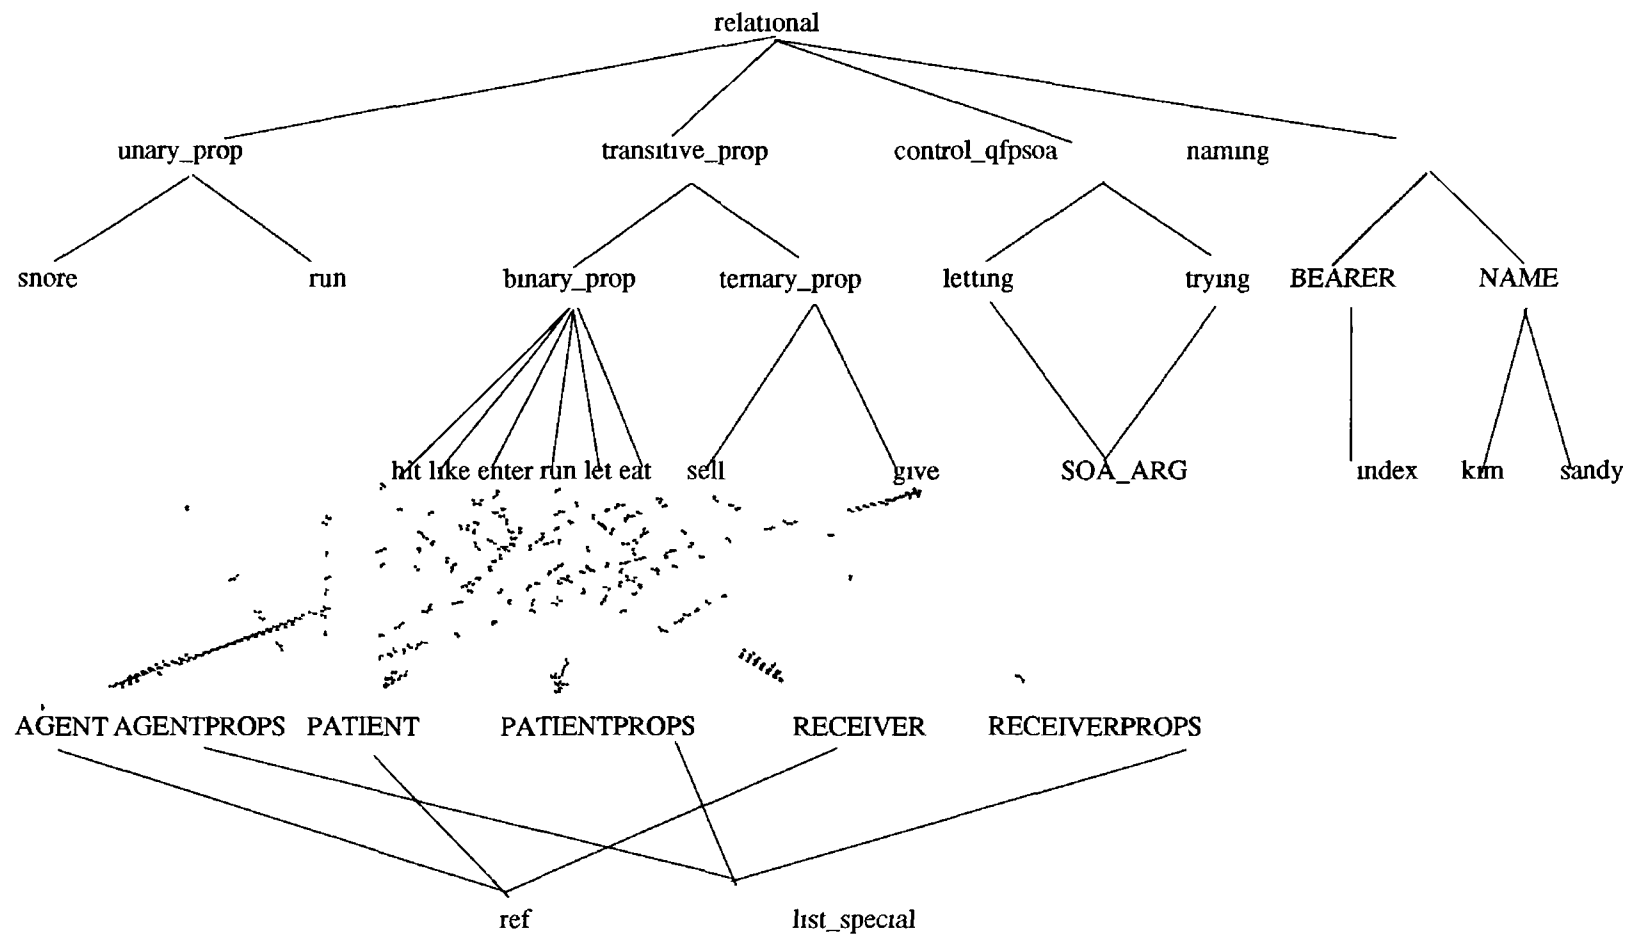 relational
unary_prop transitive_prop control_qfpsoa naming
snore run binary_prop ternary_prop letting trying BEARER NAME
hit like enter run let eat sell give SOA_ARG index kim sandy
AGENT AGENTPROPS PATIENT PATIENTPROPS RECEIVER RECEIVERPROPS
ref list_special